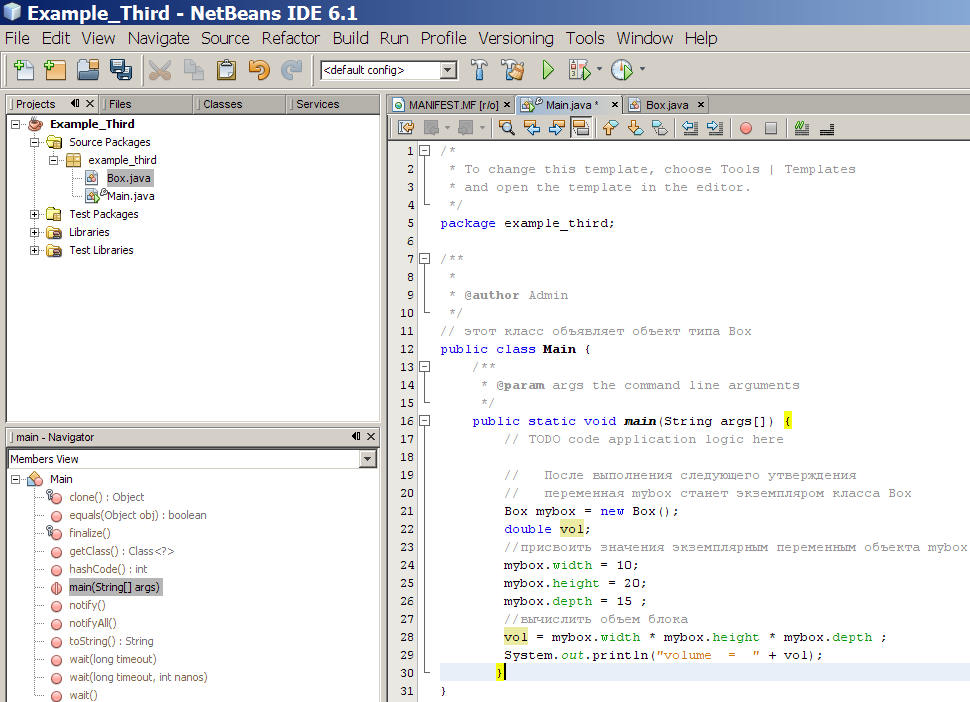 Example_Third - NetBeans IDE 6.1
File Edit View Navigate Source Refactor Build Run Profile Versioning Tools Window Help
<default config>
Projects Files Classes Services
Example_Third
Source Packages
example_third
Box.java
Main.java
Test Packages
Libraries
Test Libraries
main - Navigator
Members View
Main
clone() : Object
equals(Object obj) : boolean
finalize()
getClass() : Class<?>
hashCode() : int
main(String[] args)
notify()
notifyAll()
toString() : String
wait(long timeout)
wait(long timeout, int nanos)
wait()
MANIFEST.MF [r/o] Main.java * Box.java
1 /*
2 * To change this template, choose Tools | Templates
3 * and open the template in the editor.
4 */
5 package example_third;
6
7 /**
8 *
9 * @author Admin
10 */
11 // этот класс объявляет объект типа Box
12 public class Main {
13 /**
14 * @param args the command line arguments
15 */
16 public static void main(String args[]) {
17 // TODO code application logic here
18
19 // После выполнения следующего утверждения
20 // переменная mybox станет экземпляром класса Box
21 Box mybox = new Box();
22 double vol;
23 //присвоить значения экземплярным переменным объекта mybox
24 mybox.width = 10;
25 mybox.height = 20;
26 mybox.depth = 15 ;
27 //вычислить объем блока
28 vol = mybox.width * mybox.height * mybox.depth ;
29 System.out.println("volume = " + vol);
30 }
31 }